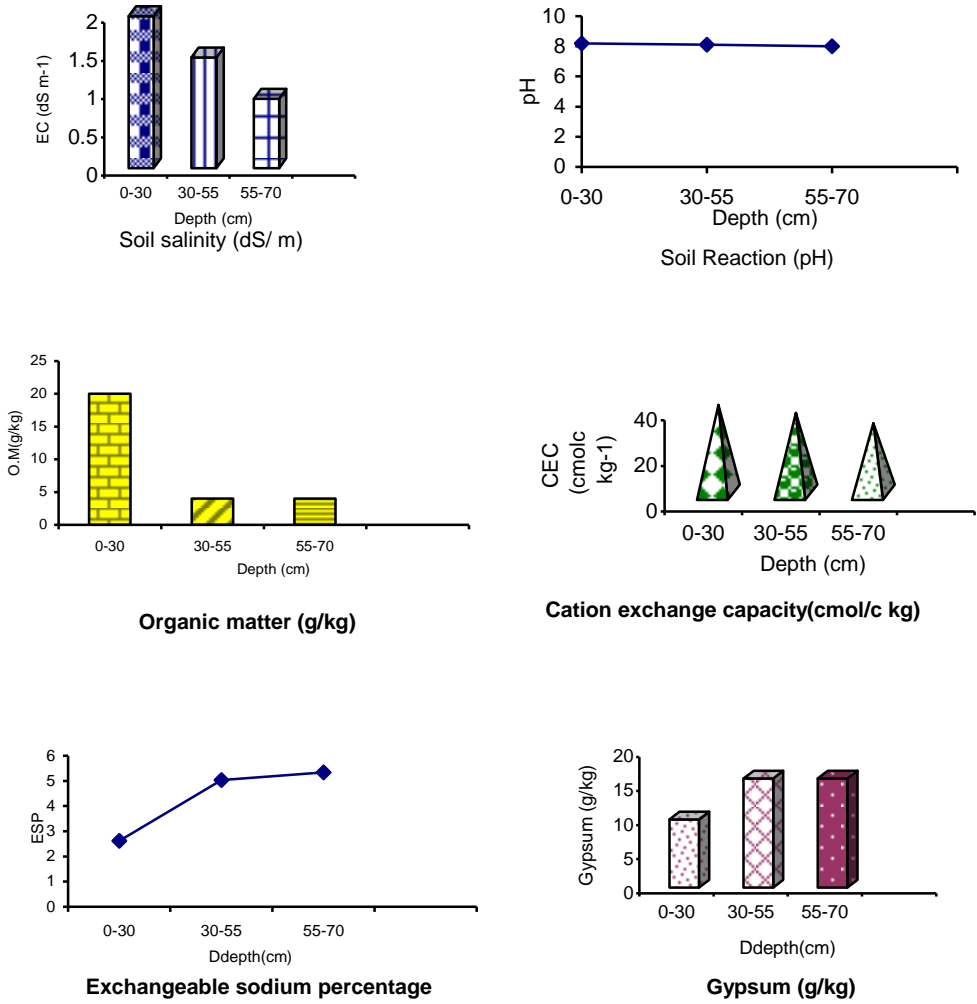 EC (dS m-1)
2
1.5
1
0.5
0
0-30 30-55 55-70
Depth (cm)
Soil salinity (dS/ m)
pH
10
8
6
4
2
0
0-30 30-55 55-70
Depth (cm)
Soil Reaction (pH)
O.M(g/kg)
25
20
15
10
5
0
0-30 30-55 55-70
Depth (cm)
Organic matter (g/kg)
CEC
(cmolc
kg-1)
40
20
0
0-30 30-55 55-70
Depth (cm)
Cation exchange capacity(cmol/c kg)
ESP
6
5
4
3
2
1
0
0-30 30-55 55-70
Ddepth(cm)
Exchangeable sodium percentage
Gypsum (g/kg)
20
15
10
5
0
0-30 30-55 55-70
Ddepth(cm)
Gypsum (g/kg)